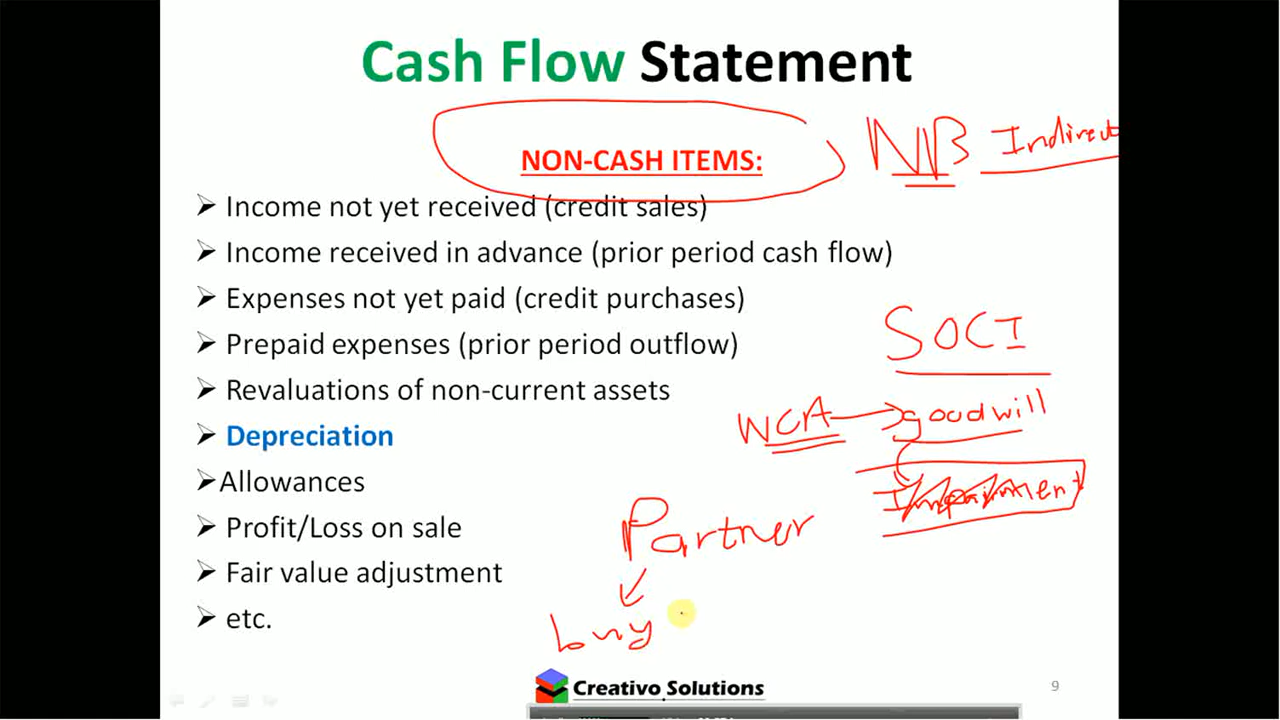 Cash Flow Statement
NON-CASH ITEMS:
NB Indirect
➢ Income not yet received (credit sales)
➢ Income received in advance (prior period cash flow)
➢ Expenses not yet paid (credit purchases)
➢ Prepaid expenses (prior period outflow)
➢ Revaluations of non-current assets
➢ Depreciation
➢Allowances
➢ Profit/Loss on sale
➢ Fair value adjustment
➢ etc.
SOCI
NCA → goodwill
Impairment
Partner
buy
Creativo Solutions
9